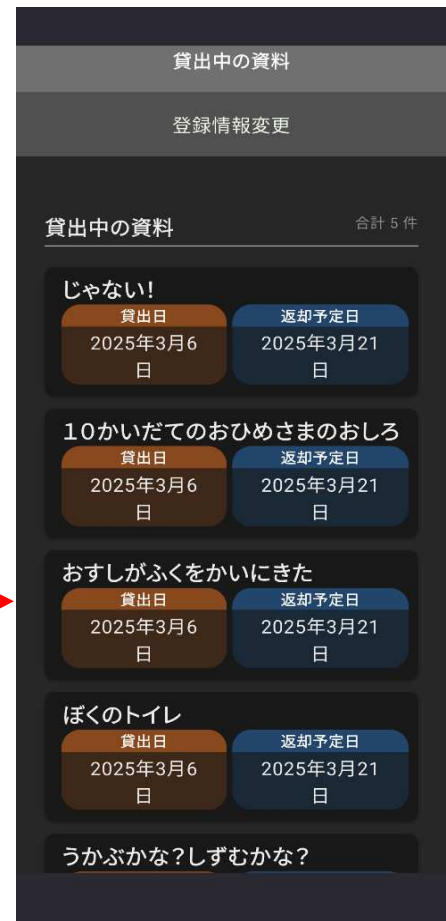 貸出中の資料
登録情報変更
貸出中の資料 合計 5 件
じゃない!
貸出日 返却予定日
2025年3月6 2025年3月21
日 日
10かいだてのおひめさまのおしろ
貸出日 返却予定日
2025年3月6 2025年3月21
日 日
おすしがふくをかいにきた
貸出日 返却予定日
2025年3月6 2025年3月21
日 日
ぼくのトイレ
貸出日 返却予定日
2025年3月6 2025年3月21
日 日
うかぶかな?しずむかな?